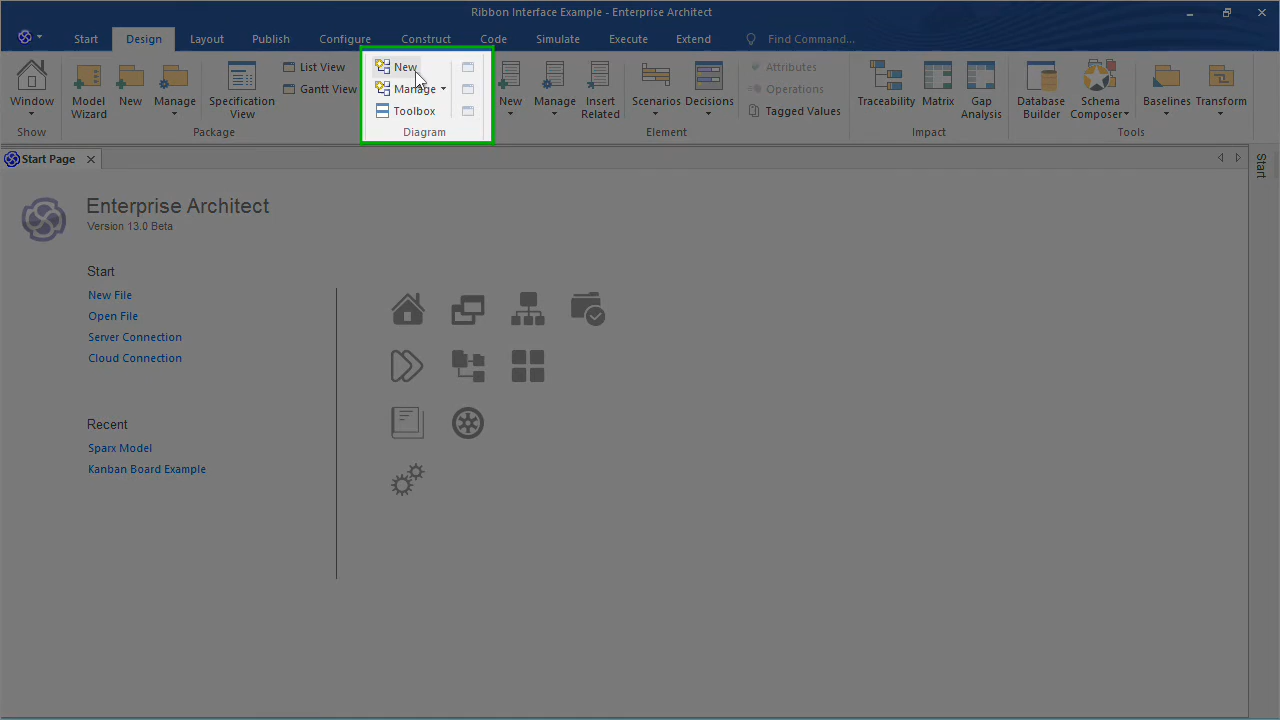 Ribbon Interface Example - Enterprise Architect
Start Design Layout Publish Configure Construct Code Simulate Execute Extend Find Command...
Window
Show
Model Wizard
New
Manage
Specification View
List View
Gantt View
Package
New
Manage
Toolbox
Diagram
New
Manage
Insert Related
Scenarios
Decisions
Attributes
Operations
Tagged Values
Element
Traceability
Matrix
Gap Analysis
Impact
Database Builder
Schema Composer
Baselines
Transform
Tools
Start Page
Start
Enterprise Architect
Version 13.0 Beta
Start
New File
Open File
Server Connection
Cloud Connection
Recent
Sparx Model
Kanban Board Example